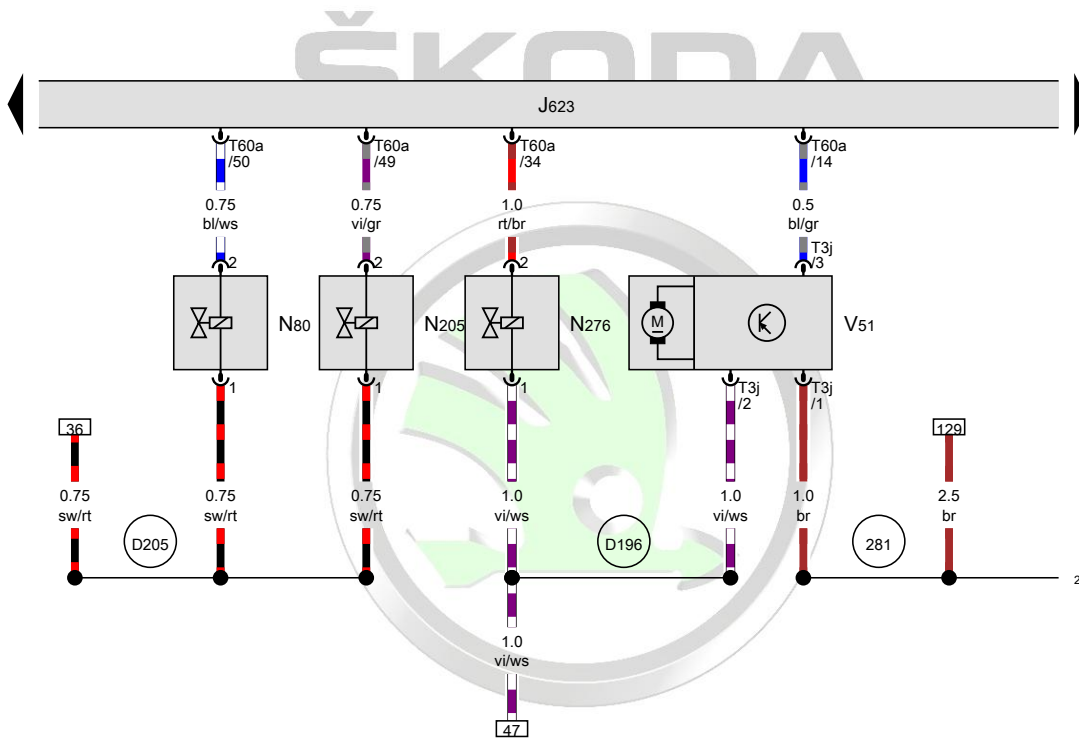 ŠKODA
J623
T60a
/50
T60a
/49
T60a
/34
T60a
/14
0.75
bl/ws
0.75
vi/gr
1.0
rt/br
0.5
bl/gr
2
2
2
T3j
/3
N80
N205
N276
M
V51
1
1
1
T3j
/2
T3j
/1
36
129
0.75
sw/rt
0.75
sw/rt
0.75
sw/rt
1.0
vi/ws
1.0
vi/ws
1.0
br
2.5
br
D205
D196
281
2
1.0
vi/ws
47